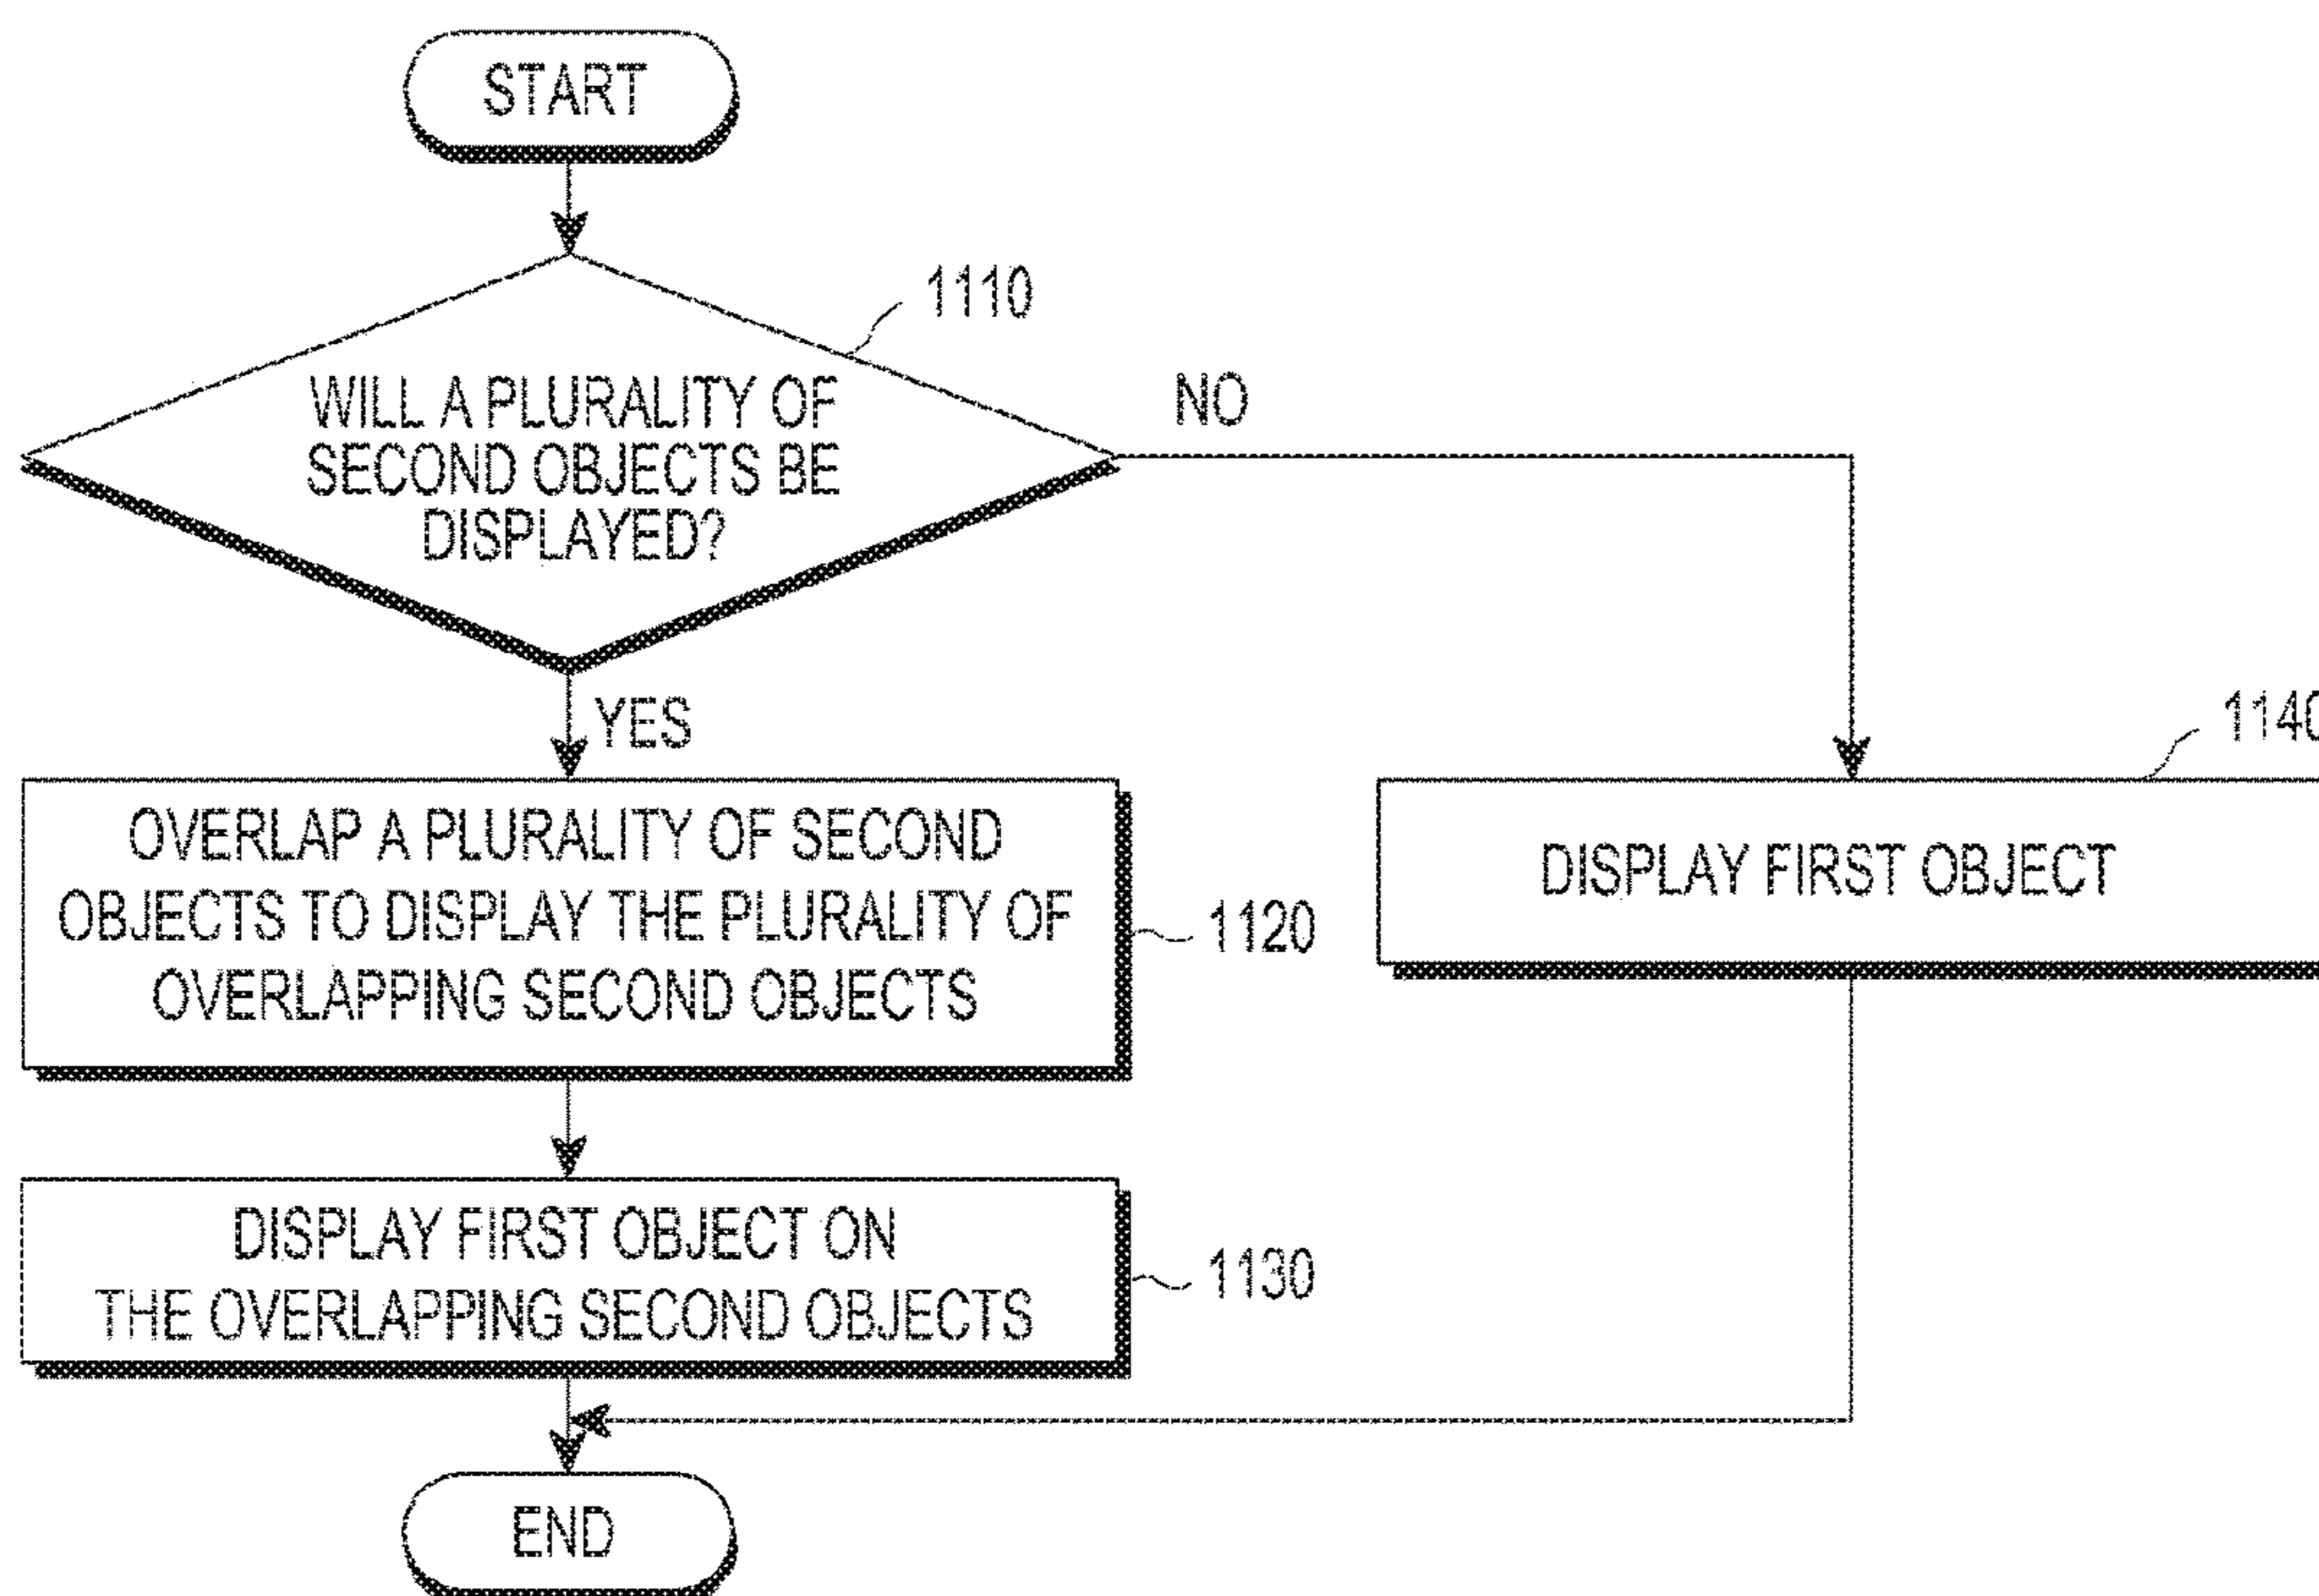 START
1110
WILL A PLURALITY OF
SECOND OBJECTS BE
DISPLAYED?
NO
YES
1140
OVERLAP A PLURALITY OF SECOND
OBJECTS TO DISPLAY THE PLURALITY OF
OVERLAPPING SECOND OBJECTS
1120
DISPLAY FIRST OBJECT
DISPLAY FIRST OBJECT ON
THE OVERLAPPING SECOND OBJECTS
1130
END